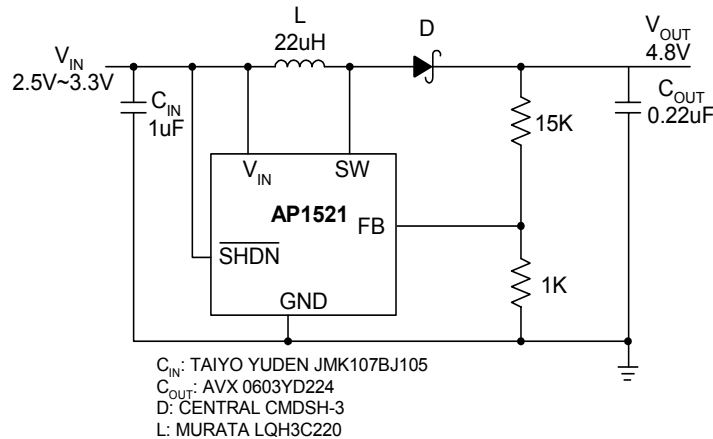 L
22uH
D
V_OUT
4.8V
V_IN
2.5V~3.3V
C_IN
1uF
C_OUT
0.22uF
15K
V_IN
SW
AP1521
FB
SHDN
1K
GND
C_IN: TAIYO YUDEN JMK107BJ105
C_OUT: AVX 0603YD224
D: CENTRAL CMDSH-3
L: MURATA LQH3C220